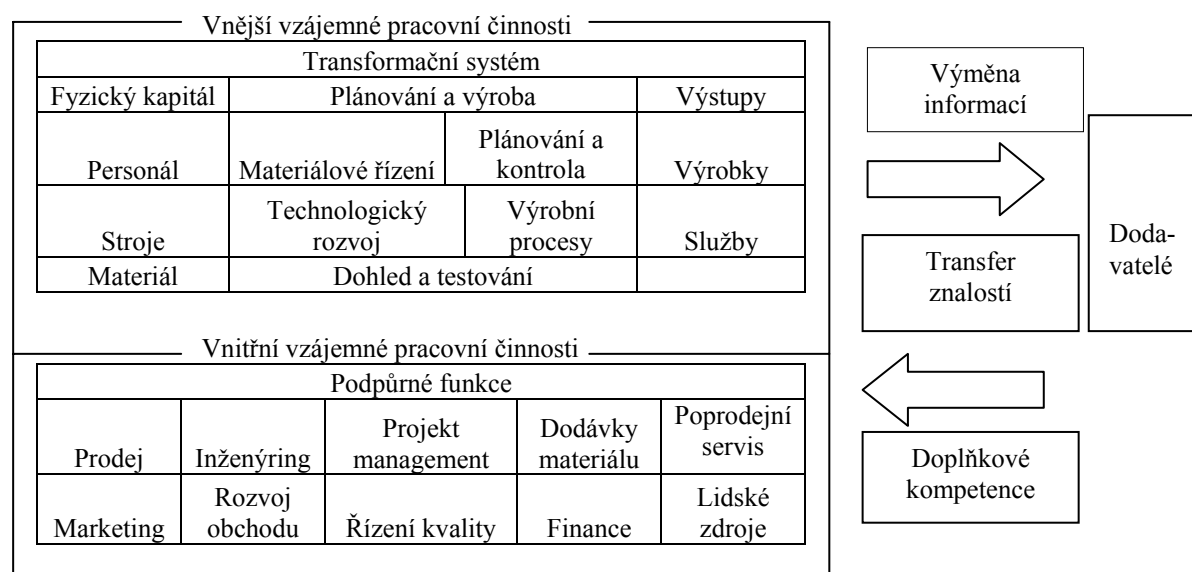 Vnější vzájemné pracovní činnosti
Transformační systém
Fyzický kapitál
Plánování a výroba
Výstupy
Personál
Materiálové řízení
Plánování a
kontrola
Výrobky
Stroje
Technologický
rozvoj
Výrobní
procesy
Služby
Materiál
Dohled a testování
Vnitřní vzájemné pracovní činnosti
Podpůrné funkce
Prodej
Inženýring
Projekt
management
Dodávky
materiálu
Poprodejní
servis
Marketing
Rozvoj
obchodu
Řízení kvality
Finance
Lidské
zdroje
Výměna
informací
Transfer
znalostí
Doda-
vatelé
Doplňkové
kompetence